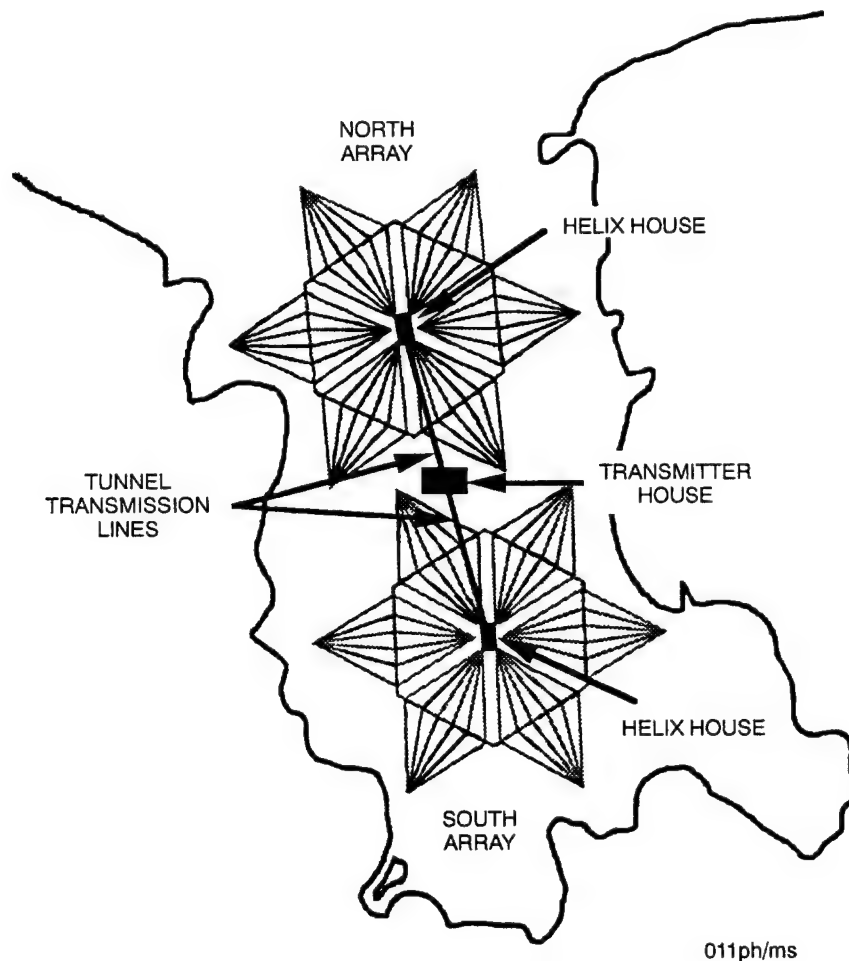 NORTH
ARRAY
HELIX HOUSE
TUNNEL
TRANSMISSION
LINES
TRANSMITTER
HOUSE
HELIX HOUSE
SOUTH
ARRAY
011ph/ms